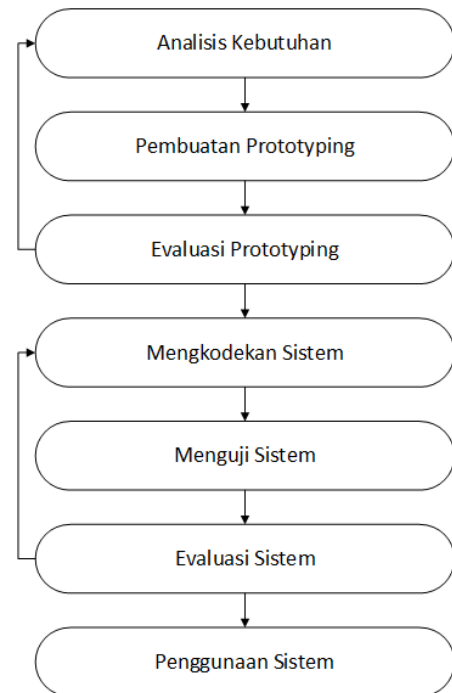 Analisis Kebutuhan
Pembuatan Prototyping
Evaluasi Prototyping
Mengkodekan Sistem
Menguji Sistem
Evaluasi Sistem
Penggunaan Sistem